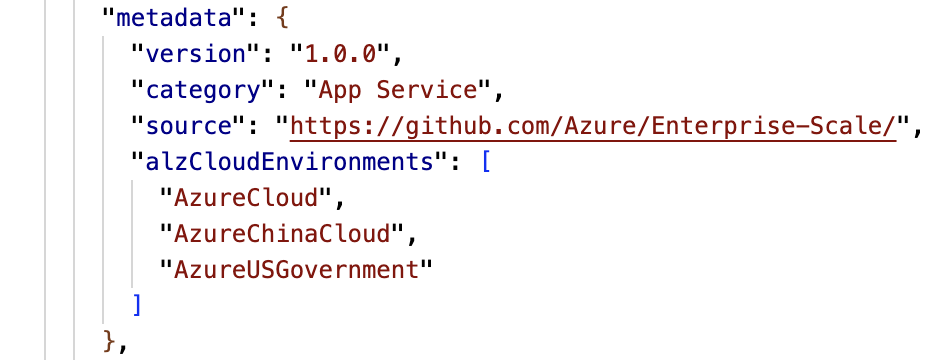 "metadata": {
"version": "1.0.0",
"category": "App Service",
"source": "https://github.com/Azure/Enterprise-Scale/",
"alzCloudEnvironments": [
"AzureCloud",
"AzureChinaCloud",
"AzureUSGovernment"
]
},